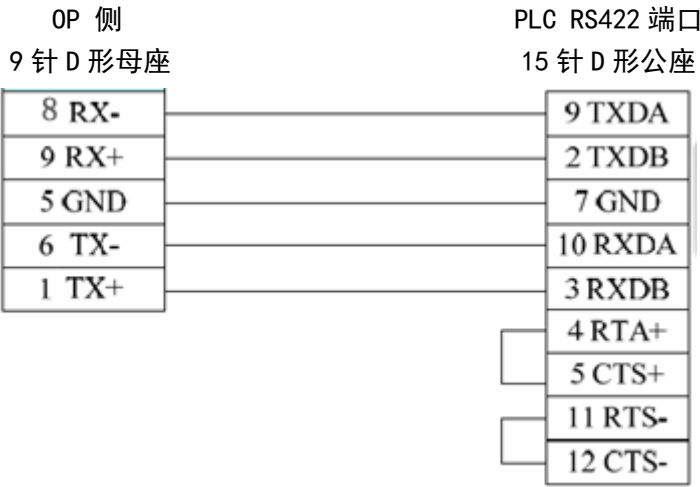 OP 侧 PLC RS422 端口
9 针 D 形母座 15 针 D 形公座
8 RX- 9 TXDA
9 RX+ 2 TXDB
5 GND 7 GND
6 TX- 10 RXDA
1 TX+ 3 RXDB
4 RTA+
5 CTS+
11 RTS-
12 CTS-